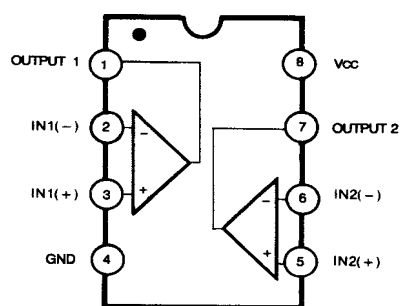 OUTPUT 1
1
8
Vcc
IN1(-)
2
-
7
OUTPUT 2
IN1(+)
3
+
-
6
IN2(-)
GND
4
+
5
IN2(+)